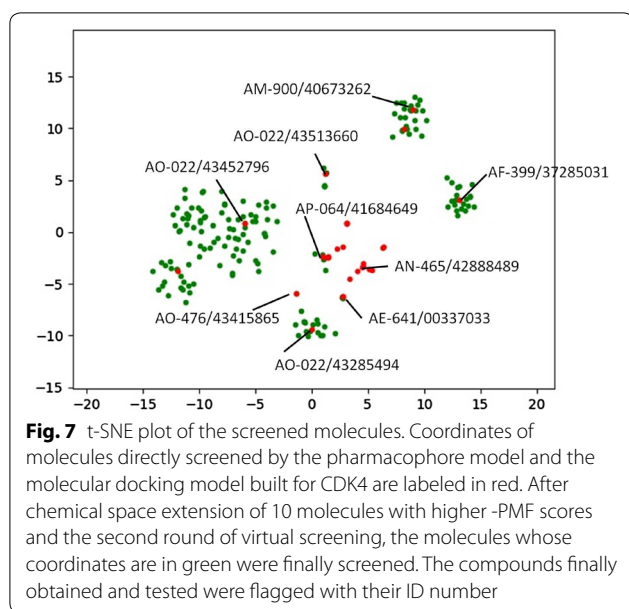 15
10
5
0
−5
−10
−15
−20
−15
−10
−5
0
5
10
15
20
AM-900/40673262
AO-022/43513660
AO-022/43452796
AF-399/37285031
AP-064/41684649
AN-465/42888489
AO-476/43415865
AE-641/00337033
AO-022/43285494
Fig. 7 t-SNE plot of the screened molecules. Coordinates of
molecules directly screened by the pharmacophore model and the
molecular docking model built for CDK4 are labeled in red. After
chemical space extension of 10 molecules with higher -PMF scores
and the second round of virtual screening, the molecules whose
coordinates are in green were finally screened. The compounds finally
obtained and tested were flagged with their ID number